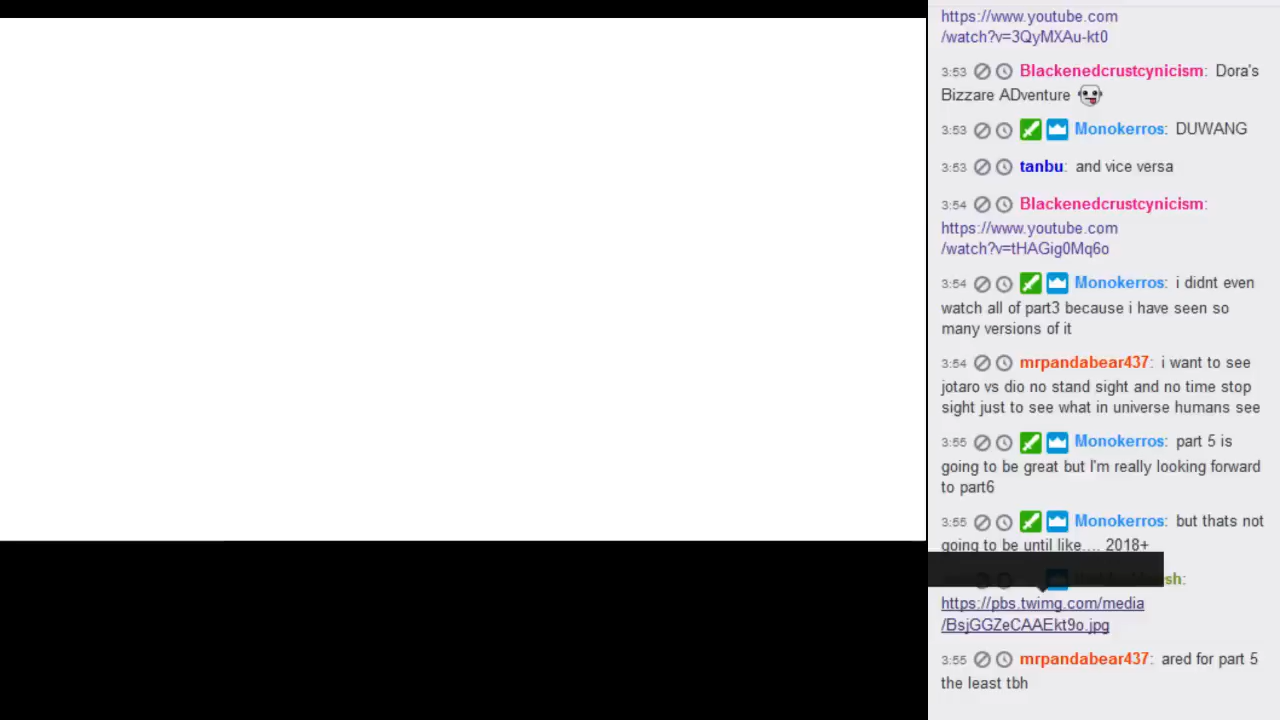 https://www.youtube.com
/watch?v=3QyMXAu-kt0
3:53 Blackenedcrustcynicism: Dora's
Bizzare ADventure
3:53 Monokerros: DUWANG
3:53 tanbu: and vice versa
3:54 Blackenedcrustcynicism:
https://www.youtube.com
/watch?v=tHAGig0Mq6o
3:54 Monokerros: i didnt even
watch all of part3 because i have seen so
many versions of it
3:54 mrpandabear437: i want to see
jotaro vs dio no stand sight and no time stop
sight just to see what in universe humans see
3:55 Monokerros: part 5 is
going to be great but I'm really looking forward
to part6
3:55 Monokerros: but thats not
going to be until like.... 2018+
sh:
https://pbs.twimg.com/media
/BsjGGZeCAAEkt9o.jpg
3:55 mrpandabear437: ared for part 5
the least tbh